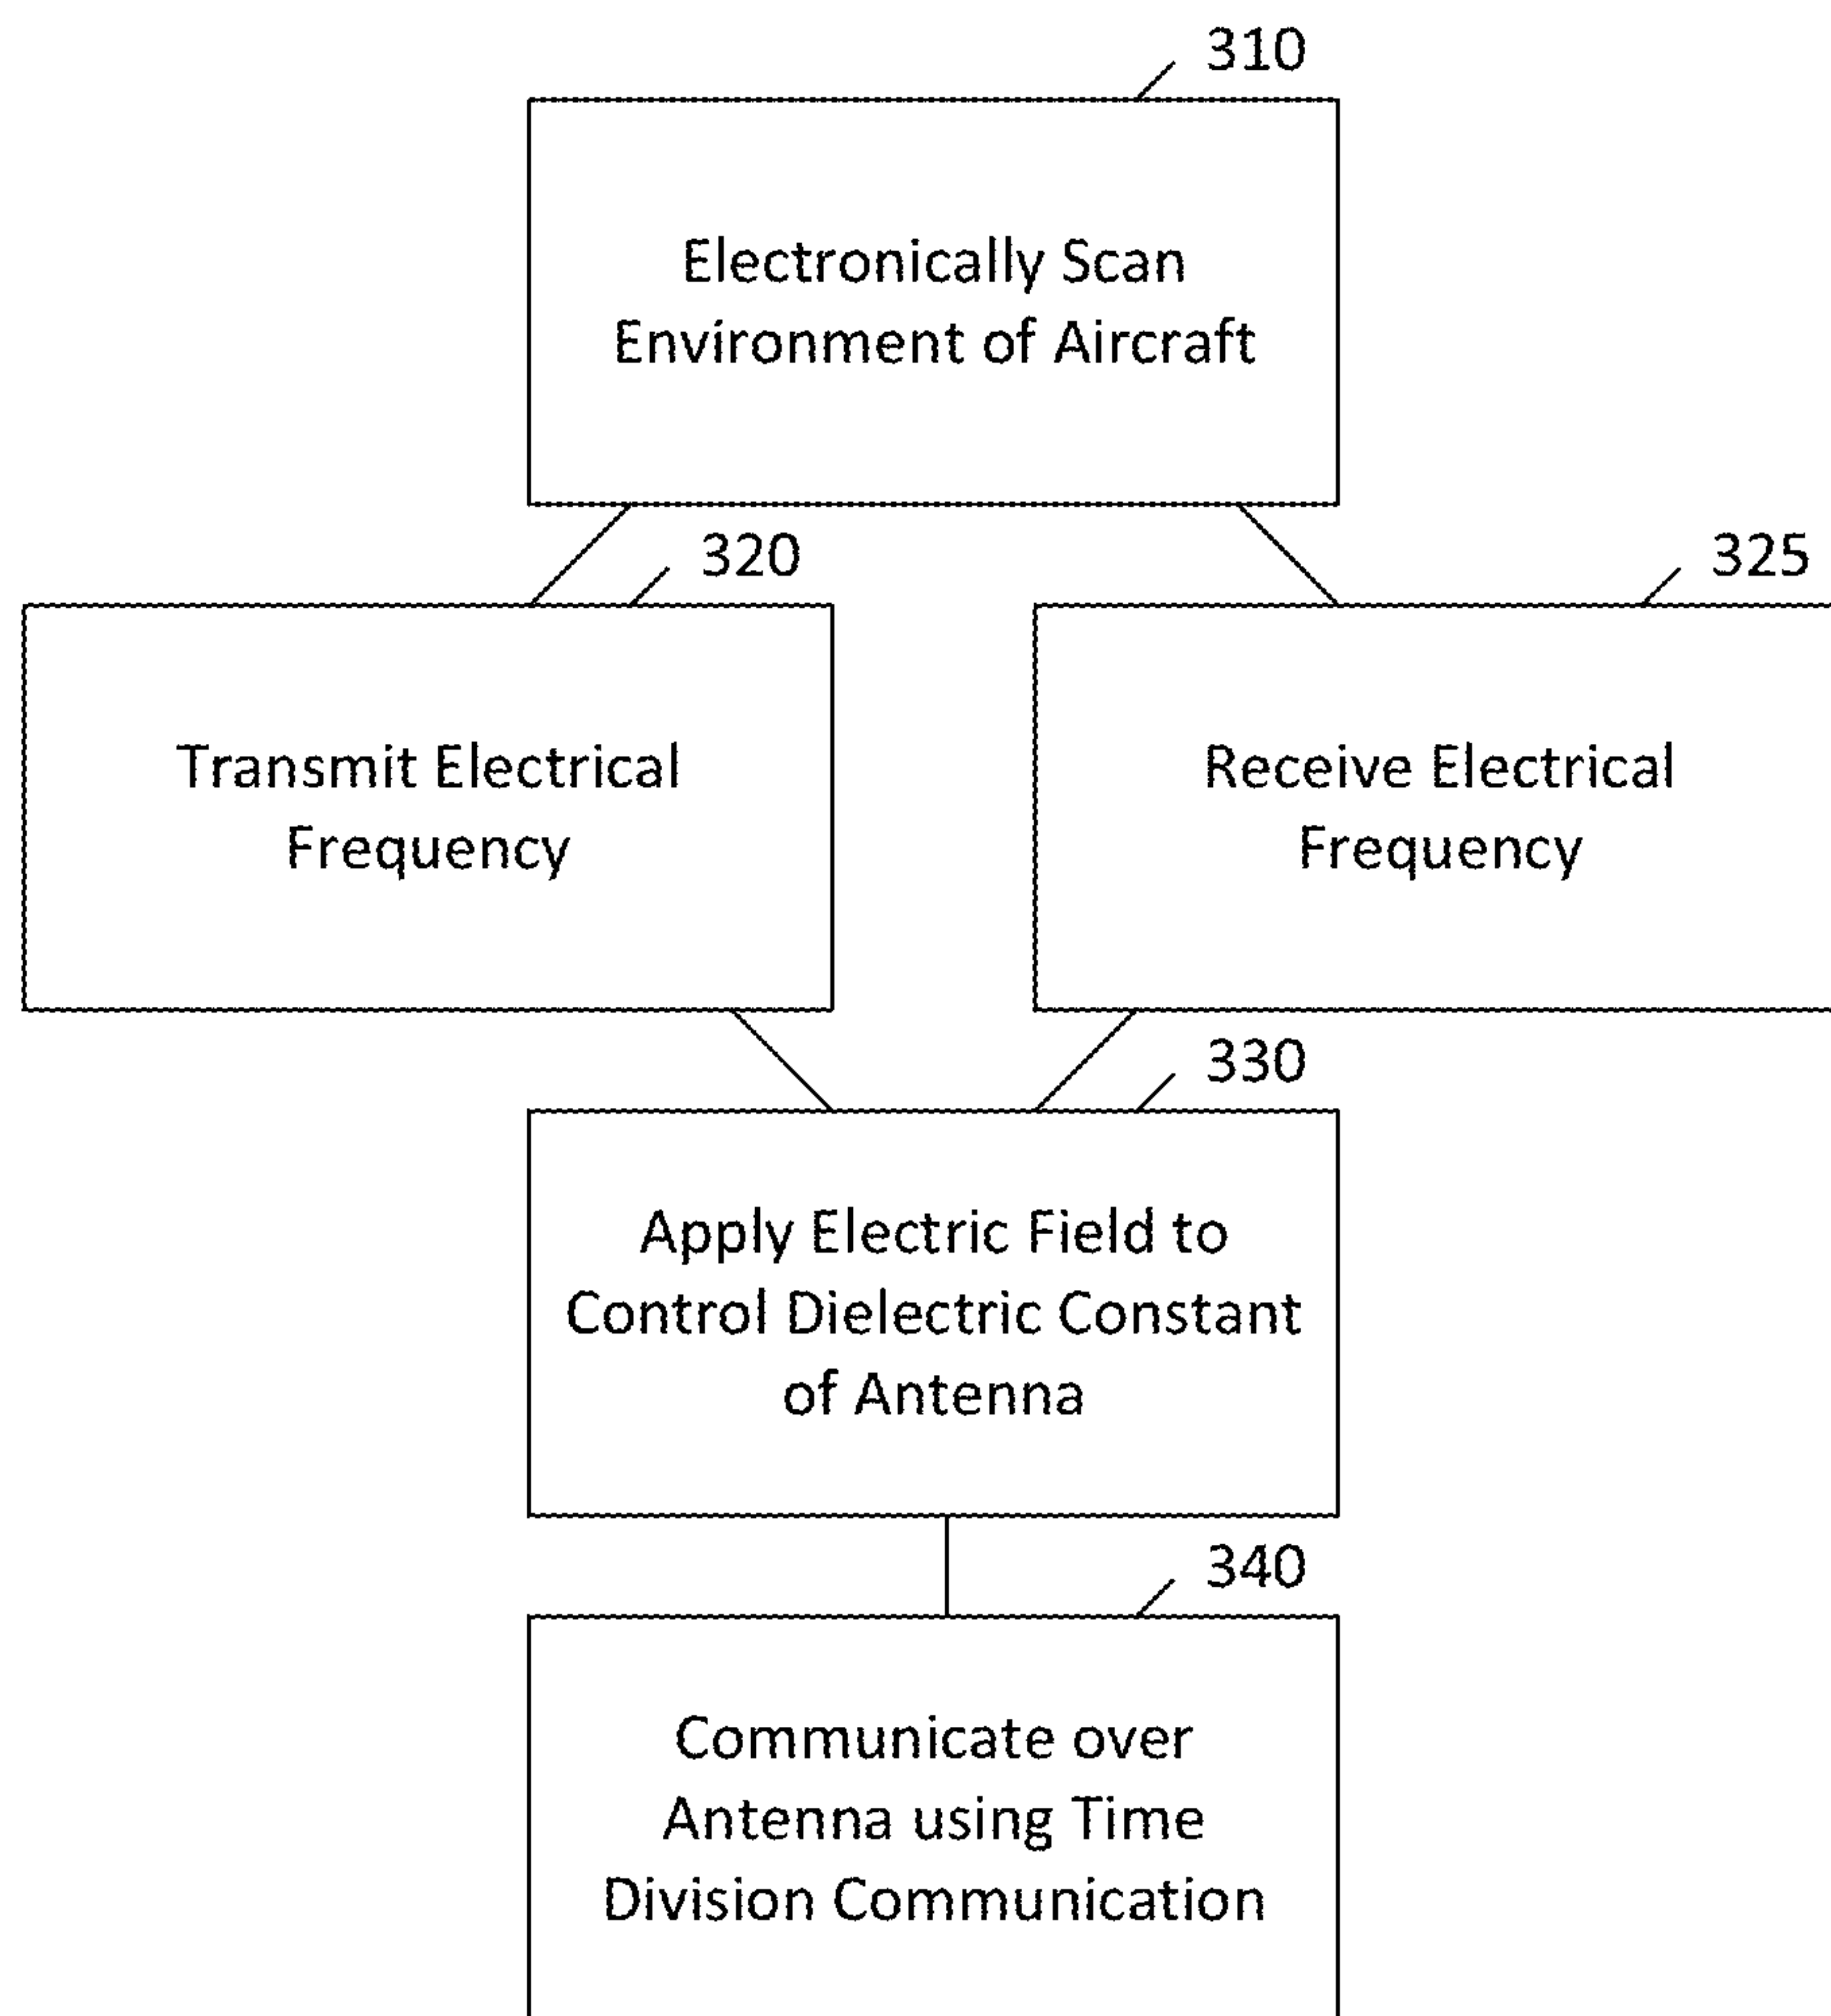 310
Electronically Scan
Environment of Aircraft
320
325
Transmit Electrical
Frequency
Receive Electrical
Frequency
330
Apply Electric Field to
Control Dielectric Constant
of Antenna
340
Communicate over
Antenna using Time
Division Communication